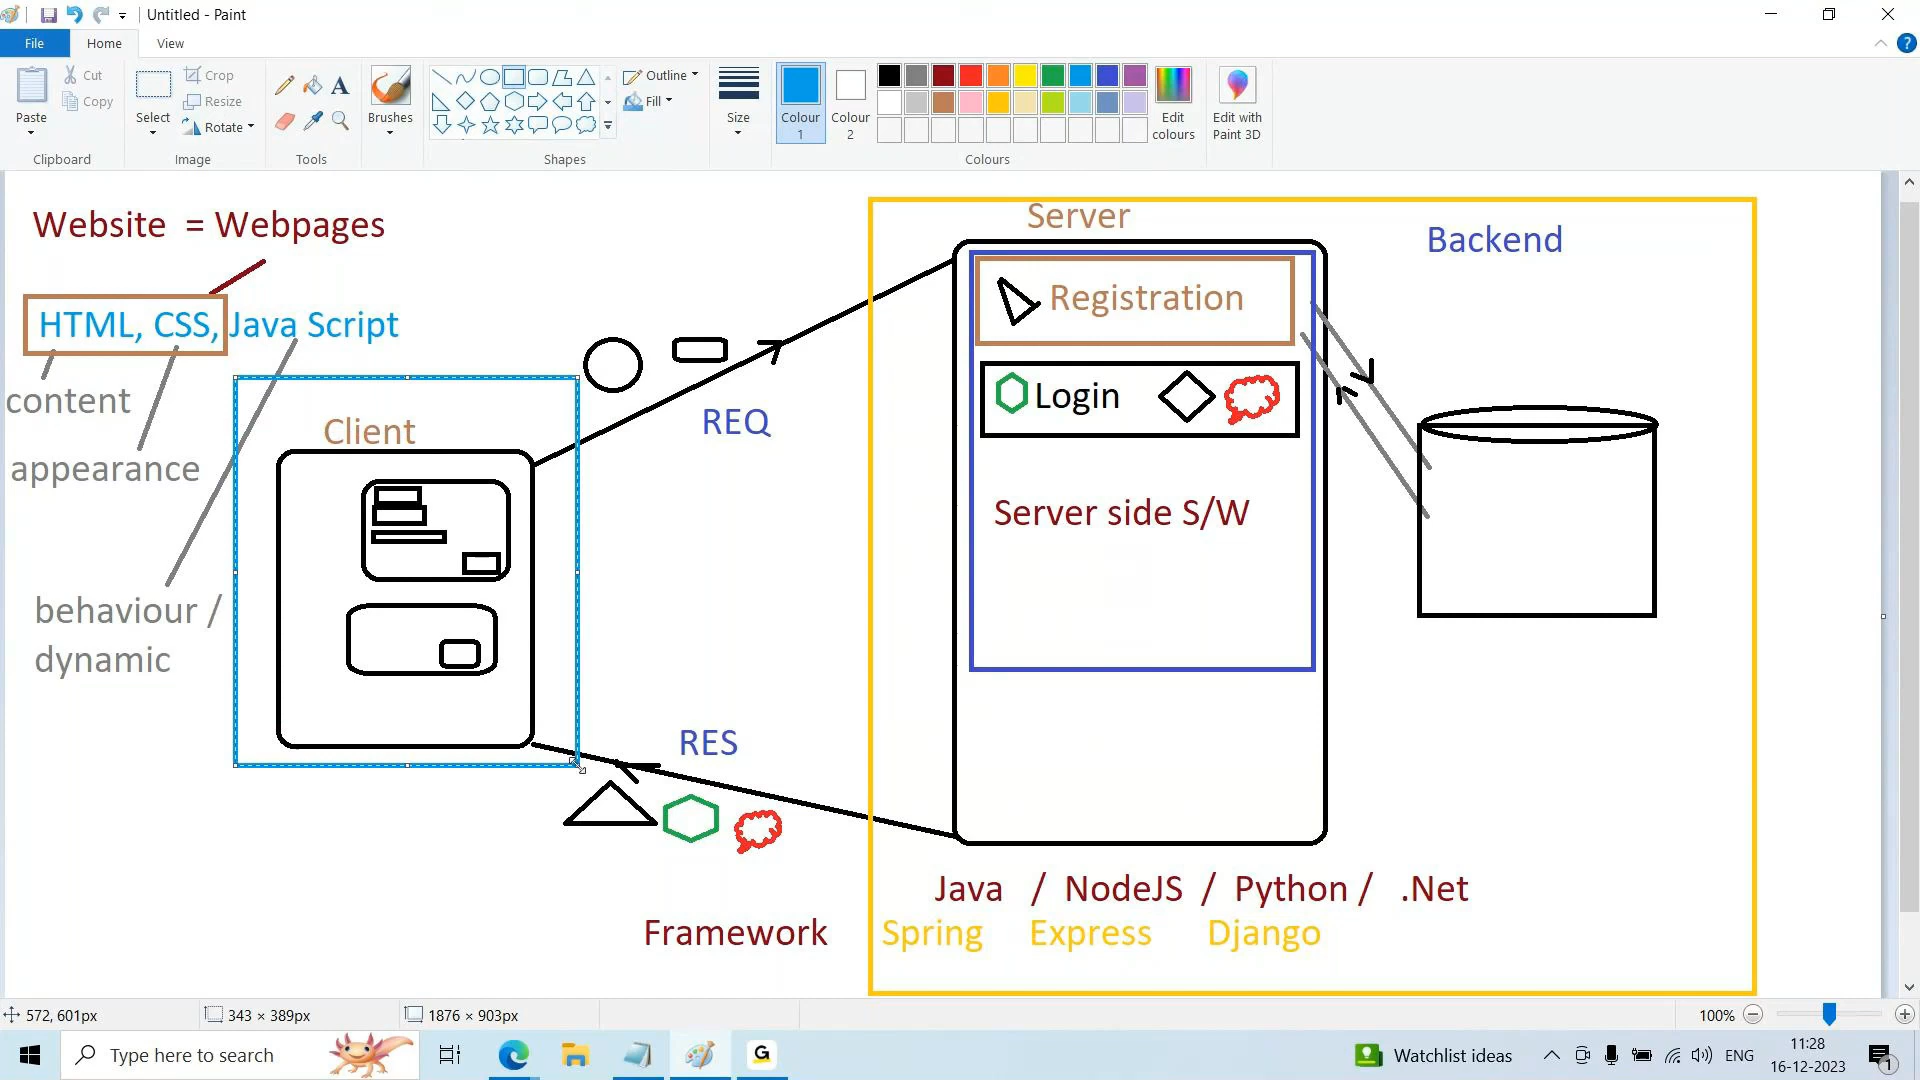 Untitled - Paint
File
Home
View
Paste
Cut
Copy
Clipboard
Select
Crop
Resize
Rotate
Image
Tools
Brushes
Outline
Fill
Shapes
Size
Colour
1
Colour
2
Edit
colours
Edit with
Paint 3D
Colours
Website = Webpages
HTML, CSS, Java Script
content
appearance
behaviour /
dynamic
Client
REQ
RES
Server
Registration
Login
Server side S/W
Backend
Java / NodeJS / Python / .Net
Framework
Spring Express Django
572, 601px
343 × 389px
1876 × 903px
100%
Type here to search
G
Watchlist ideas
ENG
11:28
16-12-2023
1